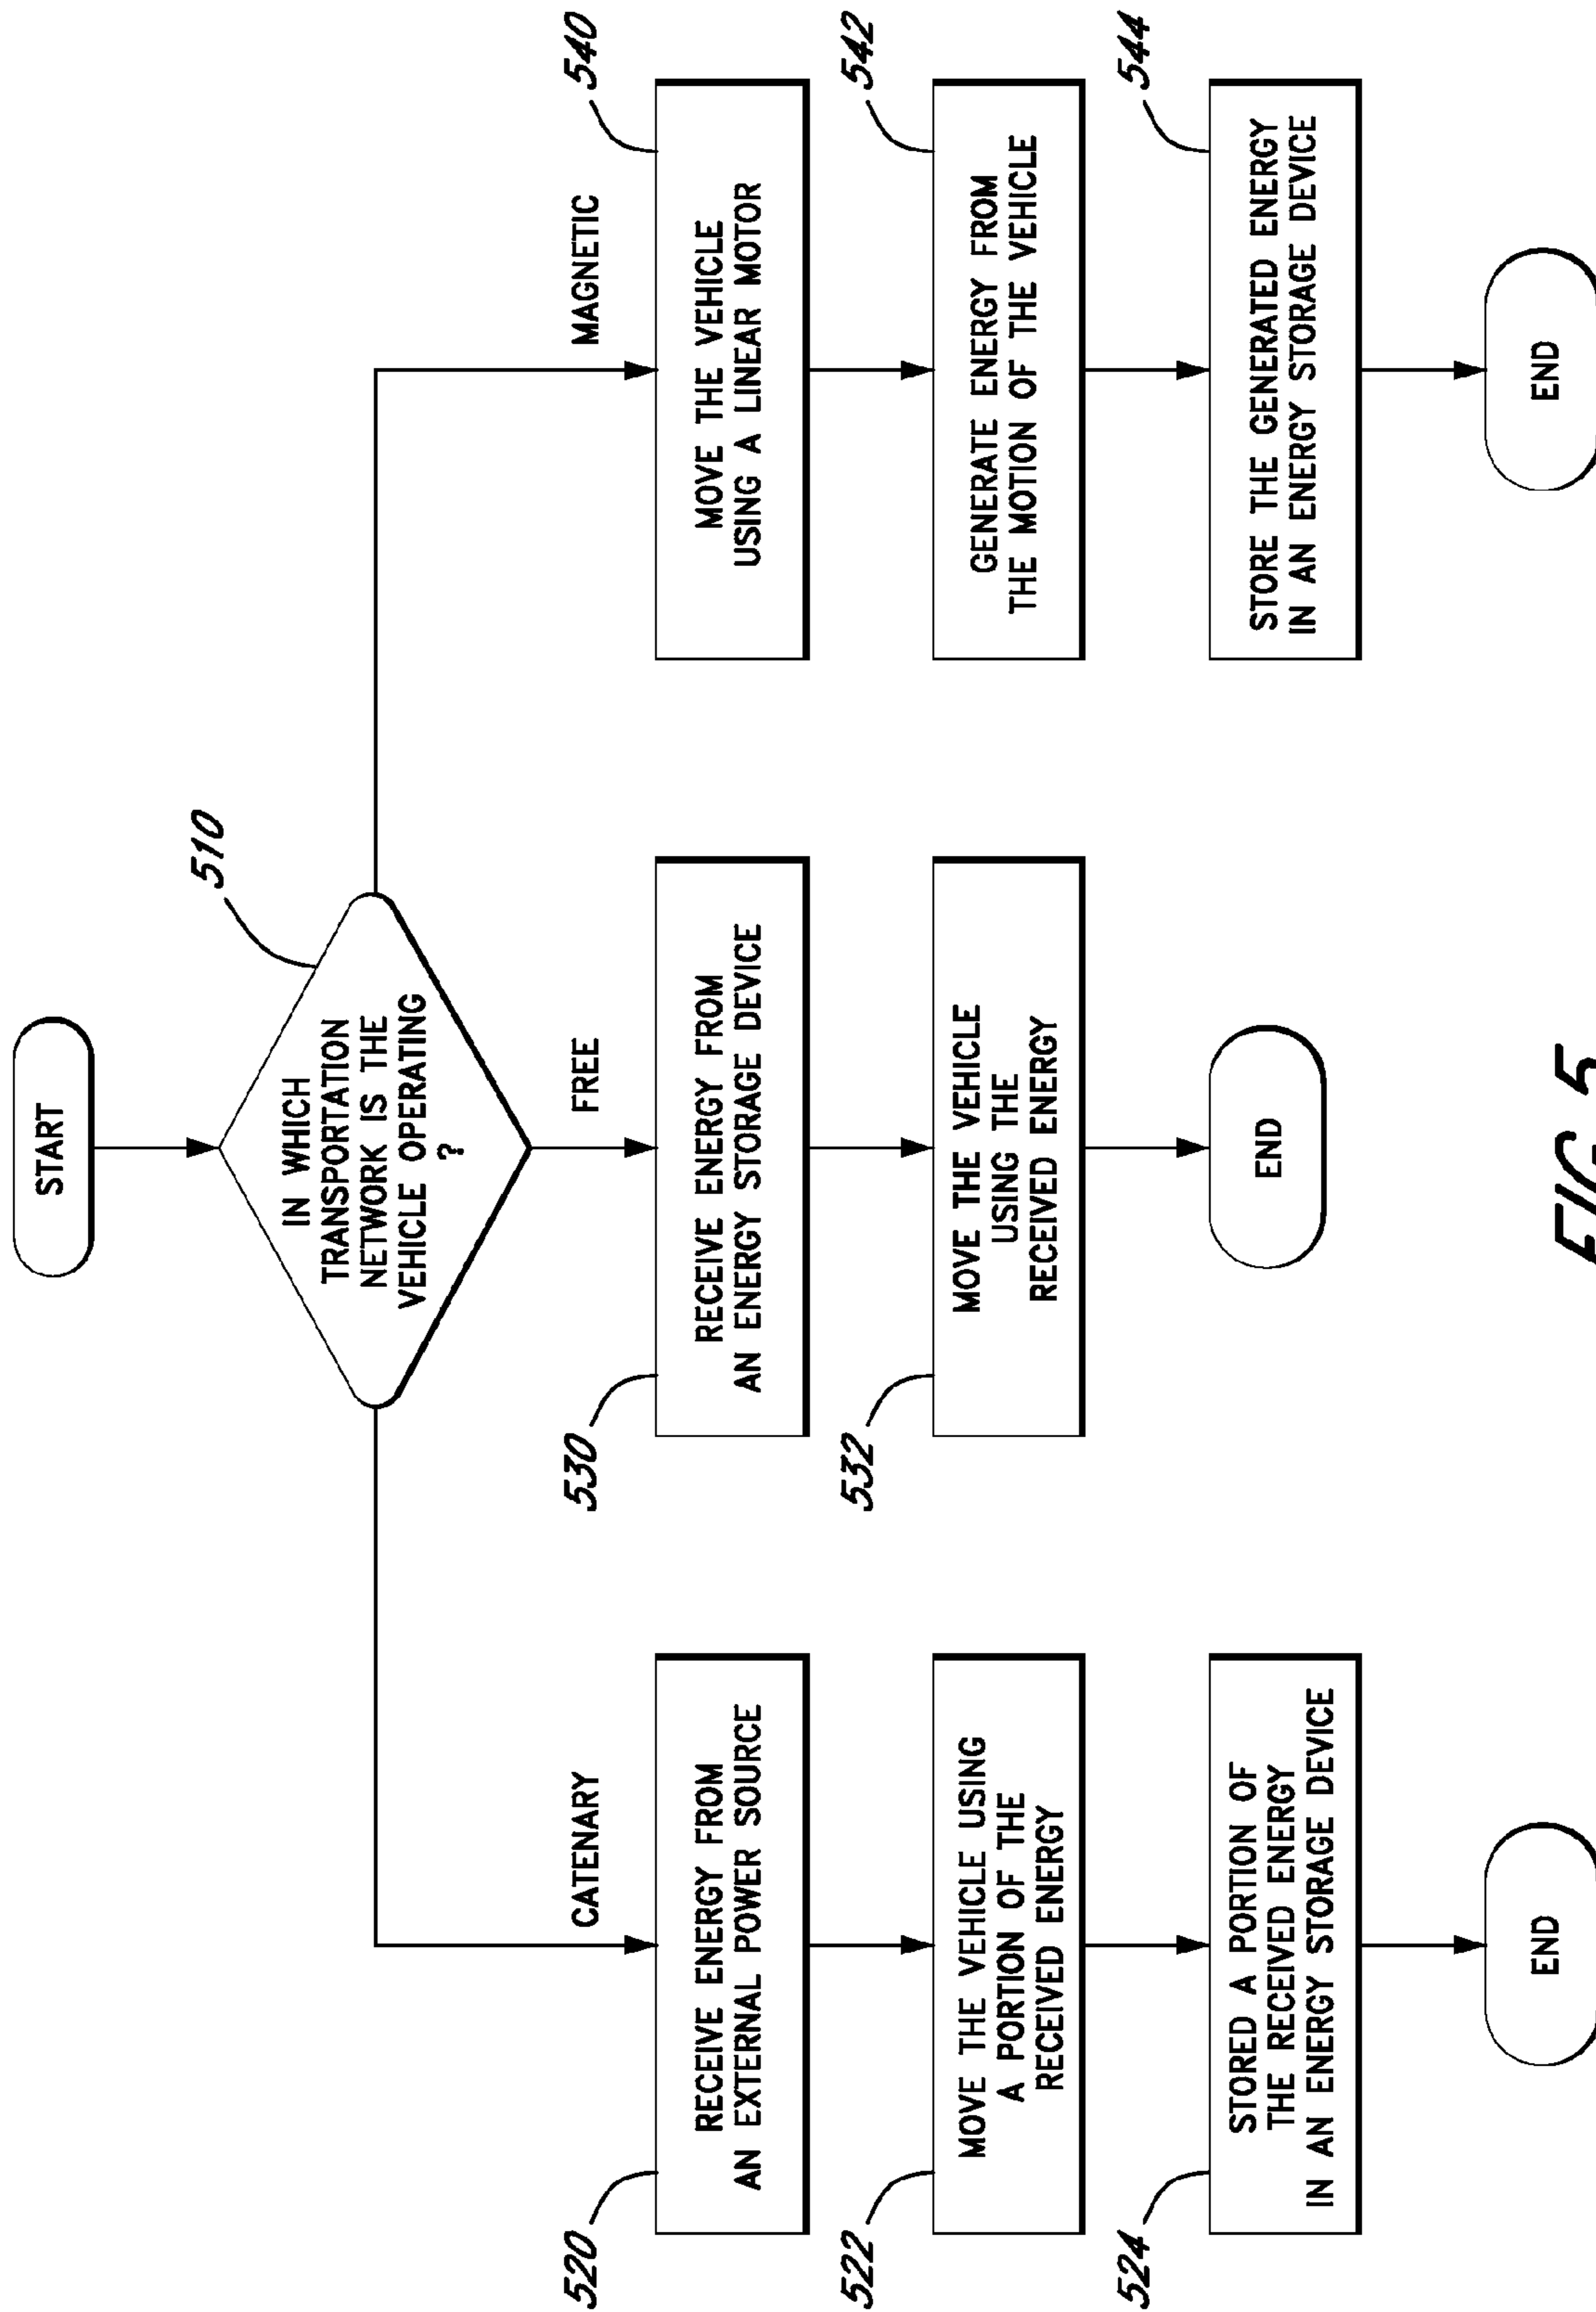 START
510
IN WHICH
TRANSPORTATION
NETWORK IS THE
VEHICLE OPERATING
?
CATENARY
FREE
MAGNETIC
520
RECEIVE ENERGY FROM
AN EXTERNAL POWER SOURCE
530
RECEIVE ENERGY FROM
AN ENERGY STORAGE DEVICE
540
MOVE THE VEHICLE
USING A LINEAR MOTOR
522
MOVE THE VEHICLE USING
A PORTION OF THE
RECEIVED ENERGY
532
MOVE THE VEHICLE
USING THE
RECEIVED ENERGY
542
GENERATE ENERGY FROM
THE MOTION OF THE VEHICLE
524
STORED A PORTION OF
THE RECEIVED ENERGY
IN AN ENERGY STORAGE DEVICE
END
544
STORE THE GENERATED ENERGY
IN AN ENERGY STORAGE DEVICE
END
END
FIG. 5